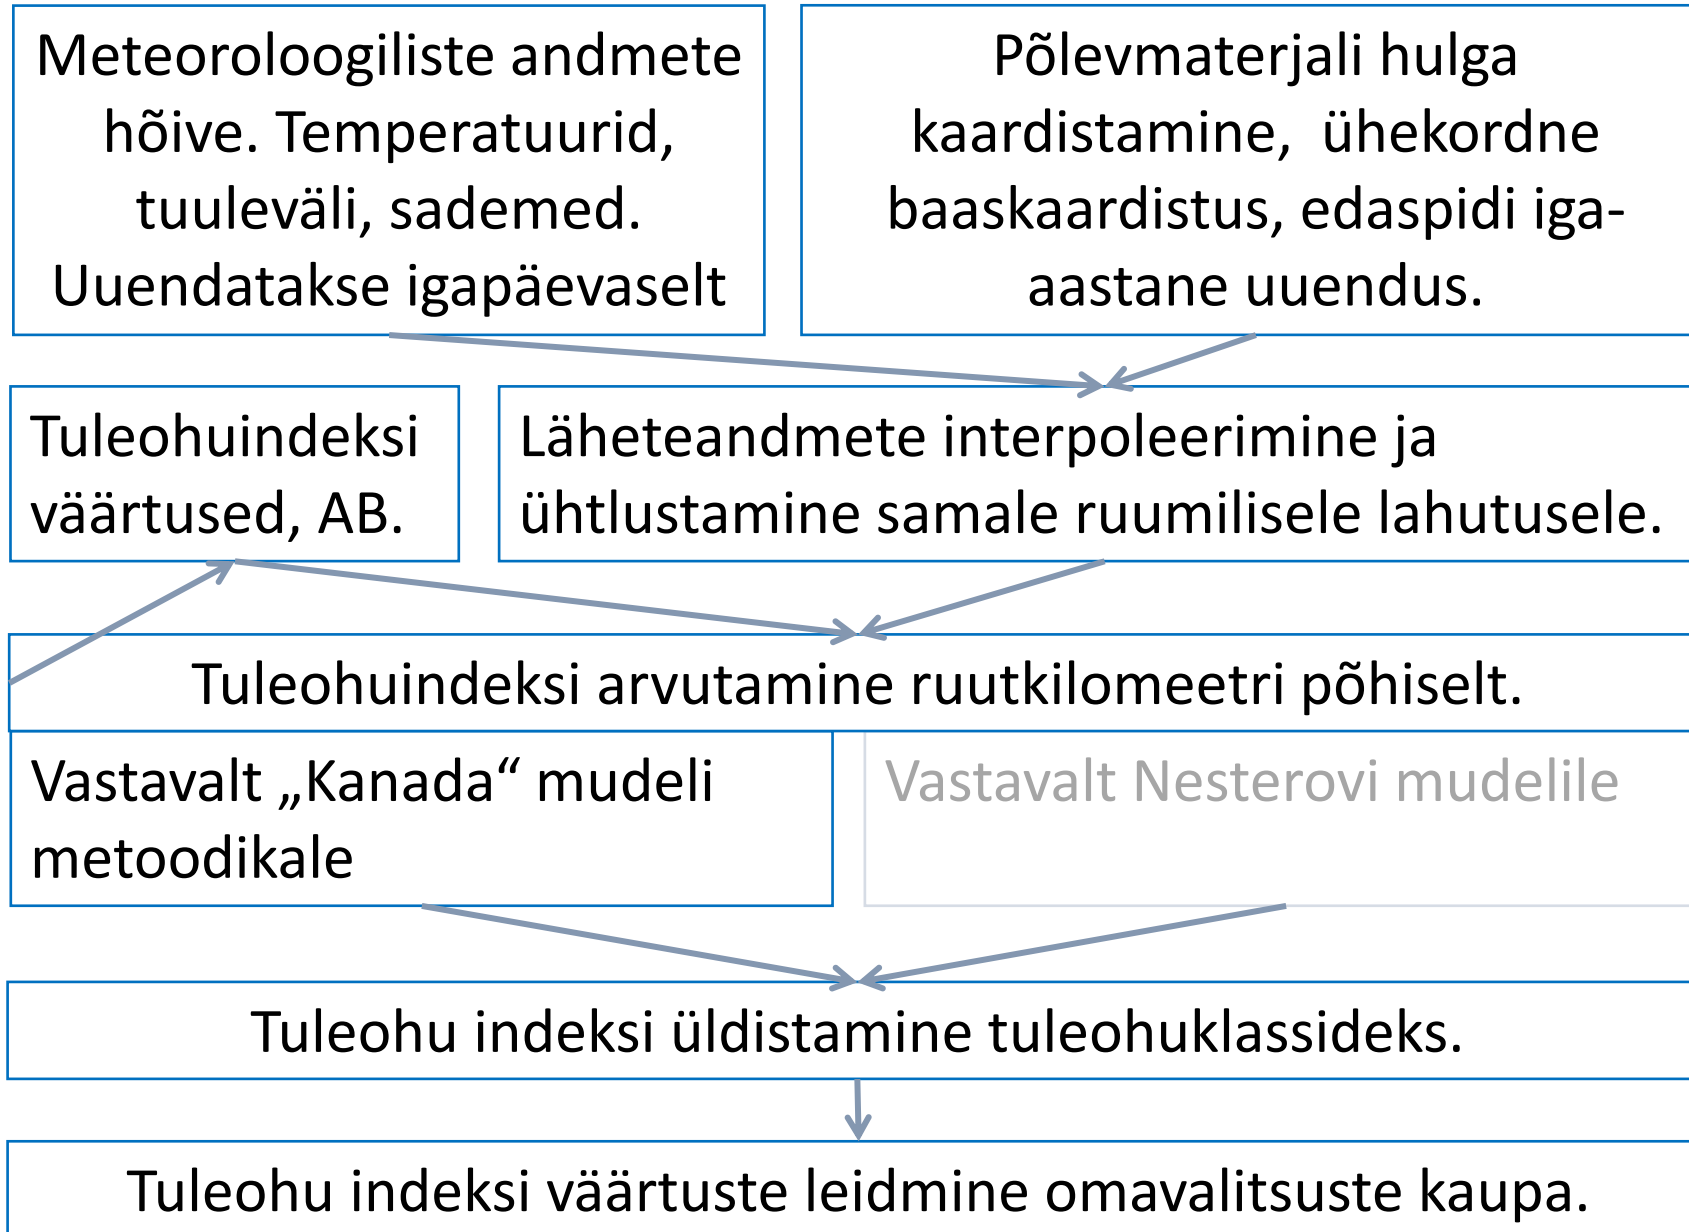 Meteoroloogiliste andmete
hõive. Temperatuurid,
tuuleväli, sademed.
Uuendatakse igapäevaselt
Põlevmaterjali hulga
kaardistamine, ühekordne
baaskaardistus, edaspidi iga-
aastane uuendus.
Tuleohuindeksi
väärtused, AB.
Läheteandmete interpoleerimine ja
ühtlustamine samale ruumilisele lahutusele.
Tuleohuindeksi arvutamine ruutkilomeetri põhiselt.
Vastavalt „Kanada“ mudeli
metoodikale
Vastavalt Nesterovi mudelile
Tuleohu indeksi üldistamine tuleohuklassideks.
Tuleohu indeksi väärtuste leidmine omavalitsuste kaupa.